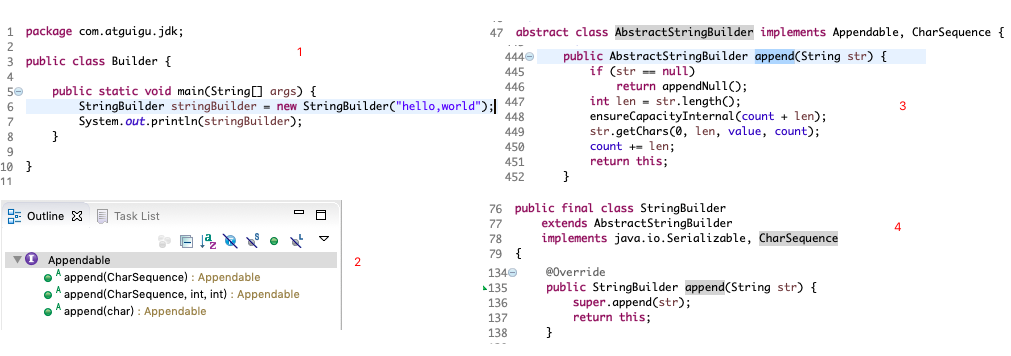 1 package com.atguigu.jdk;
2
3 public class Builder {
4
5 public static void main(String[] args) {
6 StringBuilder stringBuilder = new StringBuilder("hello,world");
7 System.out.println(stringBuilder);
8 }
9
10 }
11
1
Outline Task List
Appendable
A append(CharSequence) : Appendable
A append(CharSequence, int, int) : Appendable
A append(char) : Appendable
2
47 abstract class AbstractStringBuilder implements Appendable, CharSequence {
444 public AbstractStringBuilder append(String str) {
445 if (str == null)
446 return appendNull();
447 int len = str.length();
448 ensureCapacityInternal(count + len);
449 str.getChars(0, len, value, count);
450 count += len;
451 return this;
452 }
3
76 public final class StringBuilder
77 extends AbstractStringBuilder
78 implements java.io.Serializable, CharSequence
79 {
134 @Override
135 public StringBuilder append(String str) {
136 super.append(str);
137 return this;
138 }
4